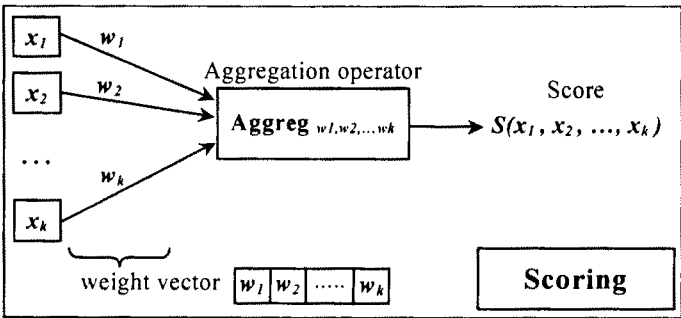 x1
w1
Aggregation operator
x2
w2
Aggreg w1,w2,...wk
Score
S(x1, x2, ..., xk)
...
wk
xk
weight vector
w1 w2 ..... wk
Scoring